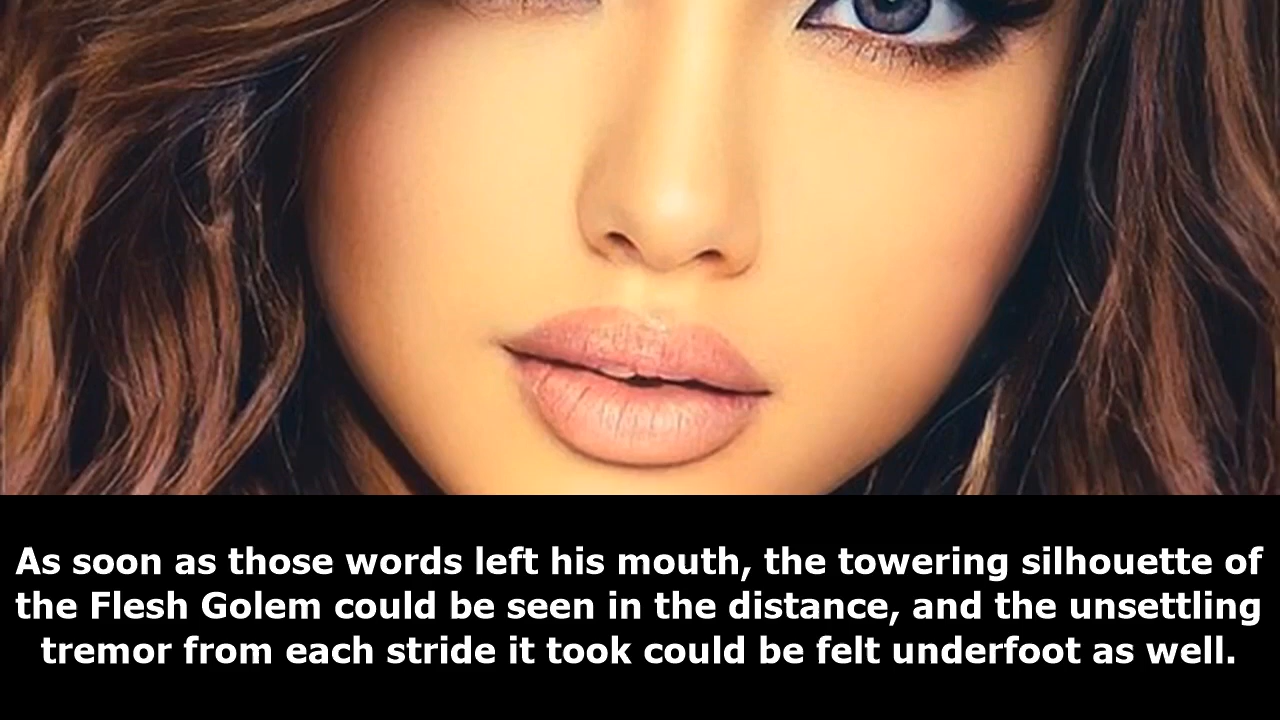 As soon as those words left his mouth, the towering silhouette of
the Flesh Golem could be seen in the distance, and the unsettling
tremor from each stride it took could be felt underfoot as well.